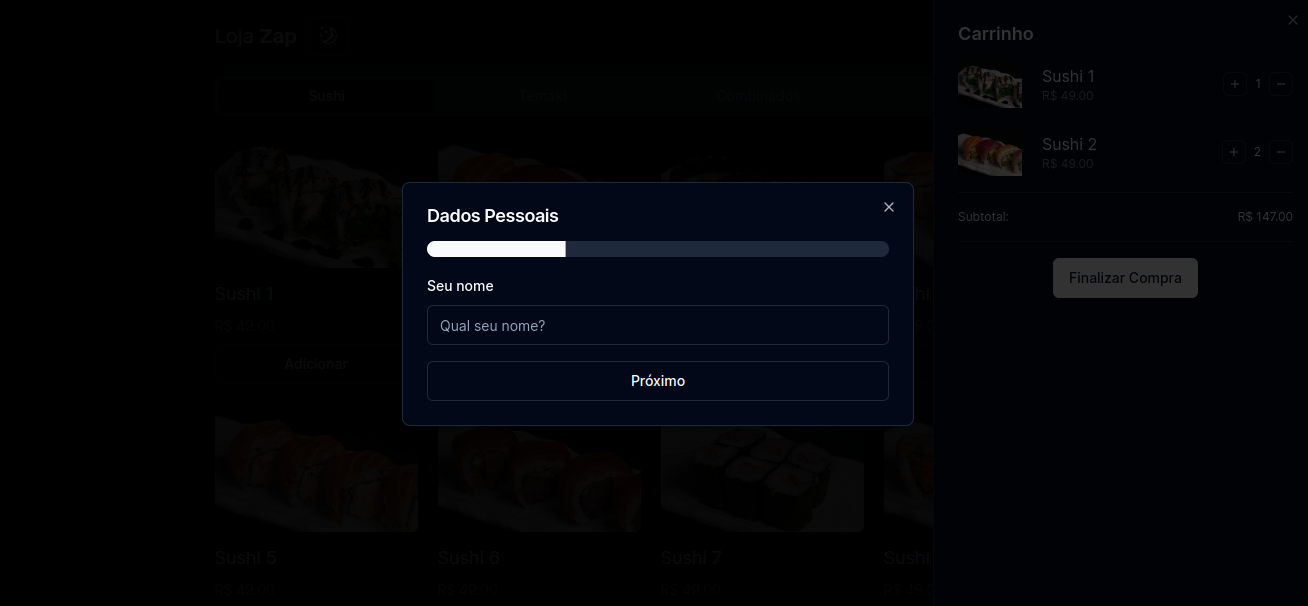 Loja Zap
Sushi
Temaki
Combinados
Sushi 1
R$ 49.00
Adicionar
Sushi 5
R$ 49.00
Sushi 6
R$ 49.00
Sushi 7
R$ 49.00
Sushi
Dados Pessoais
Seu nome
Qual seu nome?
Próximo
Carrinho
Sushi 1
R$ 49.00
1
Sushi 2
R$ 49.00
2
Subtotal:
R$ 147.00
Finalizar Compra